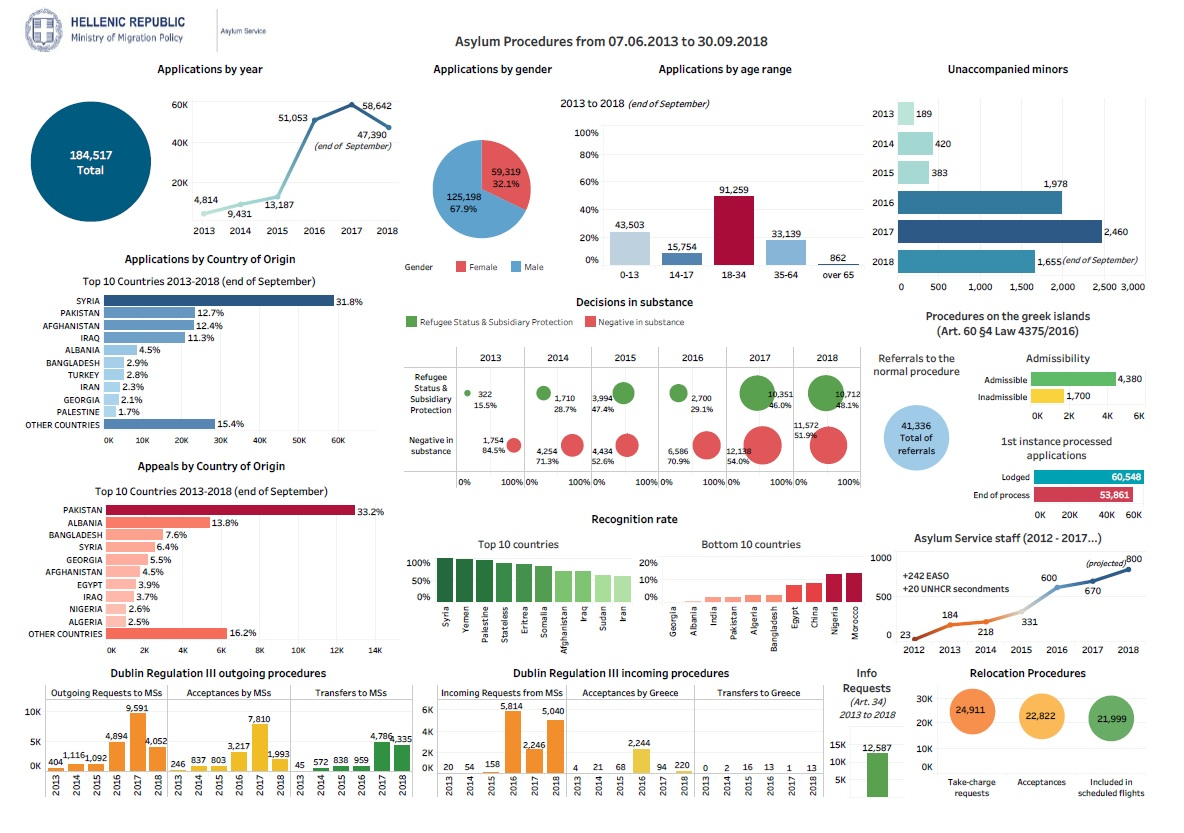 HELLENIC REPUBLIC
Ministry of Migration Policy
Asylum Service
Asylum Procedures from 07.06.2013 to 30.09.2018
Applications by year
184,517
Total
60K
40K
20K
4,814
9,431
13,187
51,053
58,642
47,390
(end of September)
2013 2014 2015 2016 2017 2018
Applications by gender
59,319
32.1%
125,198
67.9%
Gender Female Male
Applications by age range
2013 to 2018 (end of September)
100%
80%
60%
40%
20%
0%
43,503
15,754
91,259
33,139
862
0-13 14-17 18-34 35-64 over 65
Unaccompanied minors
2013 189
2014 420
2015 383
2016 1,978
2017 2,460
2018 1,655(end of September)
0 500 1,000 1,500 2,000 2,500 3,000
Applications by Country of Origin
Top 10 Countries 2013-2018 (end of September)
SYRIA 31.8%
PAKISTAN 12.7%
AFGHANISTAN 12.4%
IRAQ 11.3%
ALBANIA 4.5%
BANGLADESH 2.9%
TURKEY 2.8%
IRAN 2.3%
GEORGIA 2.1%
PALESTINE 1.7%
OTHER COUNTRIES 15.4%
0K 10K 20K 30K 40K 50K 60K
Decisions in substance
Refugee Status & Subsidiary Protection Negative in substance
2013 2014 2015 2016 2017 2018
Refugee
Status &
Subsidiary
Protection
322
15.5%
1,710
28.7%
3,994
47.4%
2,700
29.1%
10,351
46.0%
10,712
48.1%
Negative in
substance
1,754
84.5%
4,254
71.3%
4,434
52.6%
6,586
70.9%
12,138
54.0%
11,572
51.9%
0% 100% 0% 100% 0% 100% 0% 100% 0% 100% 0% 100%
Procedures on the greek islands
(Art. 60 §4 Law 4375/2016)
Referrals to the
normal procedure
41,336
Total of
referrals
Admissibility
Admissible 4,380
Inadmissible 1,700
0K 2K 4K 6K
1st instance processed
applications
Lodged 60,548
End of process 53,861
0K 20K 40K 60K
Appeals by Country of Origin
Top 10 Countries 2013-2018 (end of September)
PAKISTAN 33.2%
ALBANIA 13.8%
BANGLADESH 7.6%
SYRIA 6.4%
GEORGIA 5.5%
AFGHANISTAN 4.5%
EGYPT 3.9%
IRAQ 3.7%
NIGERIA 2.6%
ALGERIA 2.5%
OTHER COUNTRIES 16.2%
0K 2K 4K 6K 8K 10K 12K 14K
Recognition rate
Top 10 countries
100%
50%
0%
Syria
Yemen
Palestine
Stateless
Eritrea
Somalia
Afghanistan
Iraq
Sudan
Iran
Bottom 10 countries
20%
10%
0%
Georgia
Albania
India
Pakistan
Algeria
Bangladesh
Egypt
China
Nigeria
Morocco
Asylum Service staff (2012 - 2017...)
1000
500
0
+242 EASO
+20 UNHCR secondments
23
184
218
331
600
670
(projected) 800
2012 2013 2014 2015 2016 2017 2018
Dublin Regulation III outgoing procedures
Outgoing Requests to MSs Acceptances by MSs Transfers to MSs
10K
5K
0K
404 1,116 1,092 4,894 9,591 4,052
246 837 803 3,217 7,810 1,993
45 572 838 959 4,786 4,335
2013 2014 2015 2016 2017 2018 2013 2014 2015 2016 2017 2018 2013 2014 2015 2016 2017 2018
Dublin Regulation III incoming procedures
Incoming Requests from MSs Acceptances by Greece Transfers to Greece
6K
4K
2K
0K
20 54 158 5,814 2,246 5,040
4 21 68 2,244 94 220
0 2 16 13 1 13
2013 2014 2015 2016 2017 2018 2013 2014 2015 2016 2017 2018 2013 2014 2015 2016 2017 2018
Info
Requests
(Art. 34)
2013 to 2018
15K
10K
5K
12,587
Relocation Procedures
30K
20K
10K
0K
24,911
22,822
21,999
Take-charge
requests
Acceptances
Included in
scheduled flights